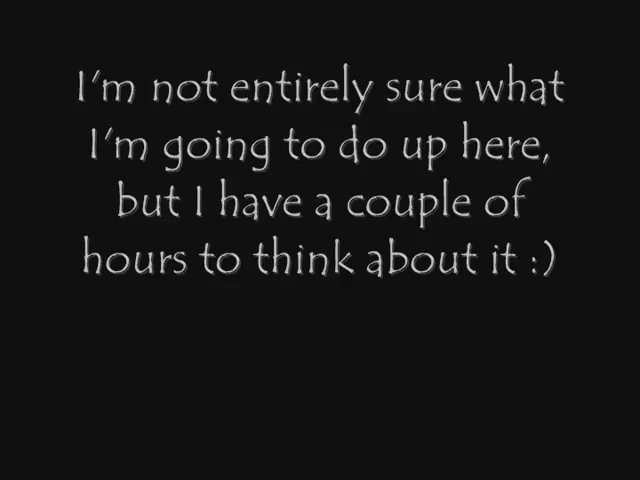 I'm not entirely sure what
I'm going to do up here,
but I have a couple of
hours to think about it :)